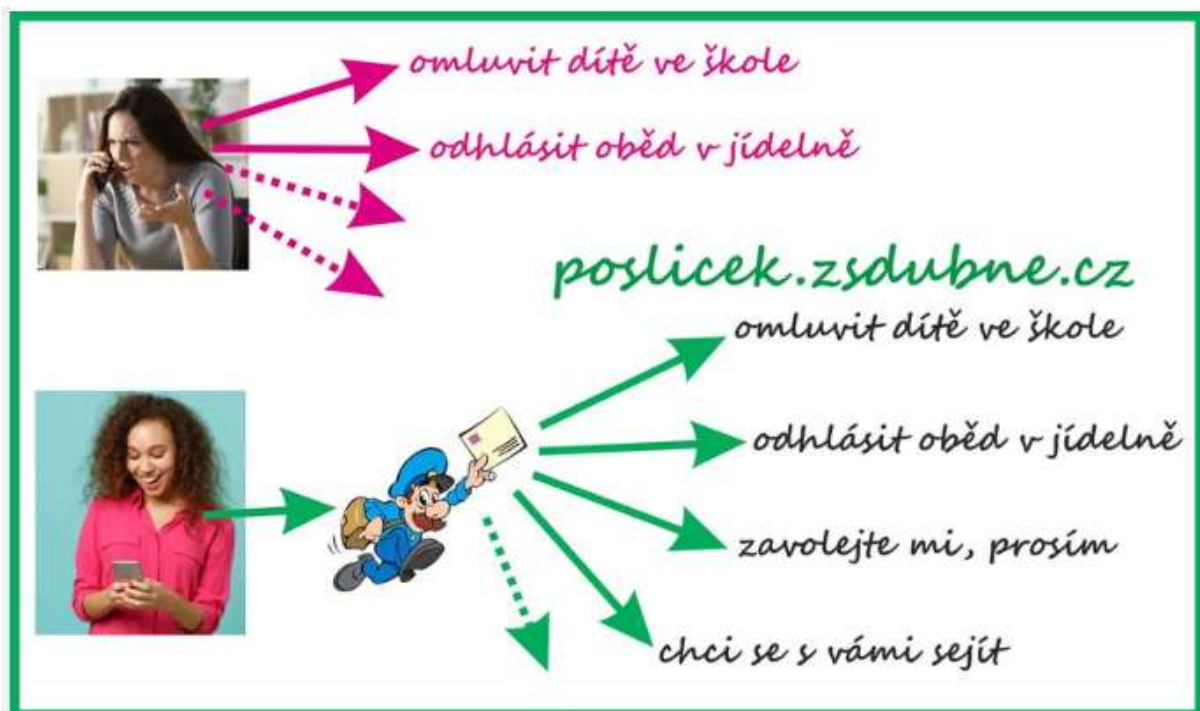 omluvit dítě ve škole
odhlásit oběd v jídelně
poslicek.zsdubne.cz
omluvit dítě ve škole
odhlásit oběd v jídelně
zavolejte mi, prosím
chci se s vámi sejít